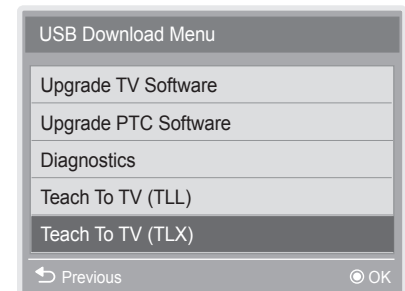 USB Download Menu
Upgrade TV Software
Upgrade PTC Software
Diagnostics
Teach To TV (TLL)
Teach To TV (TLX)
Previous
OK